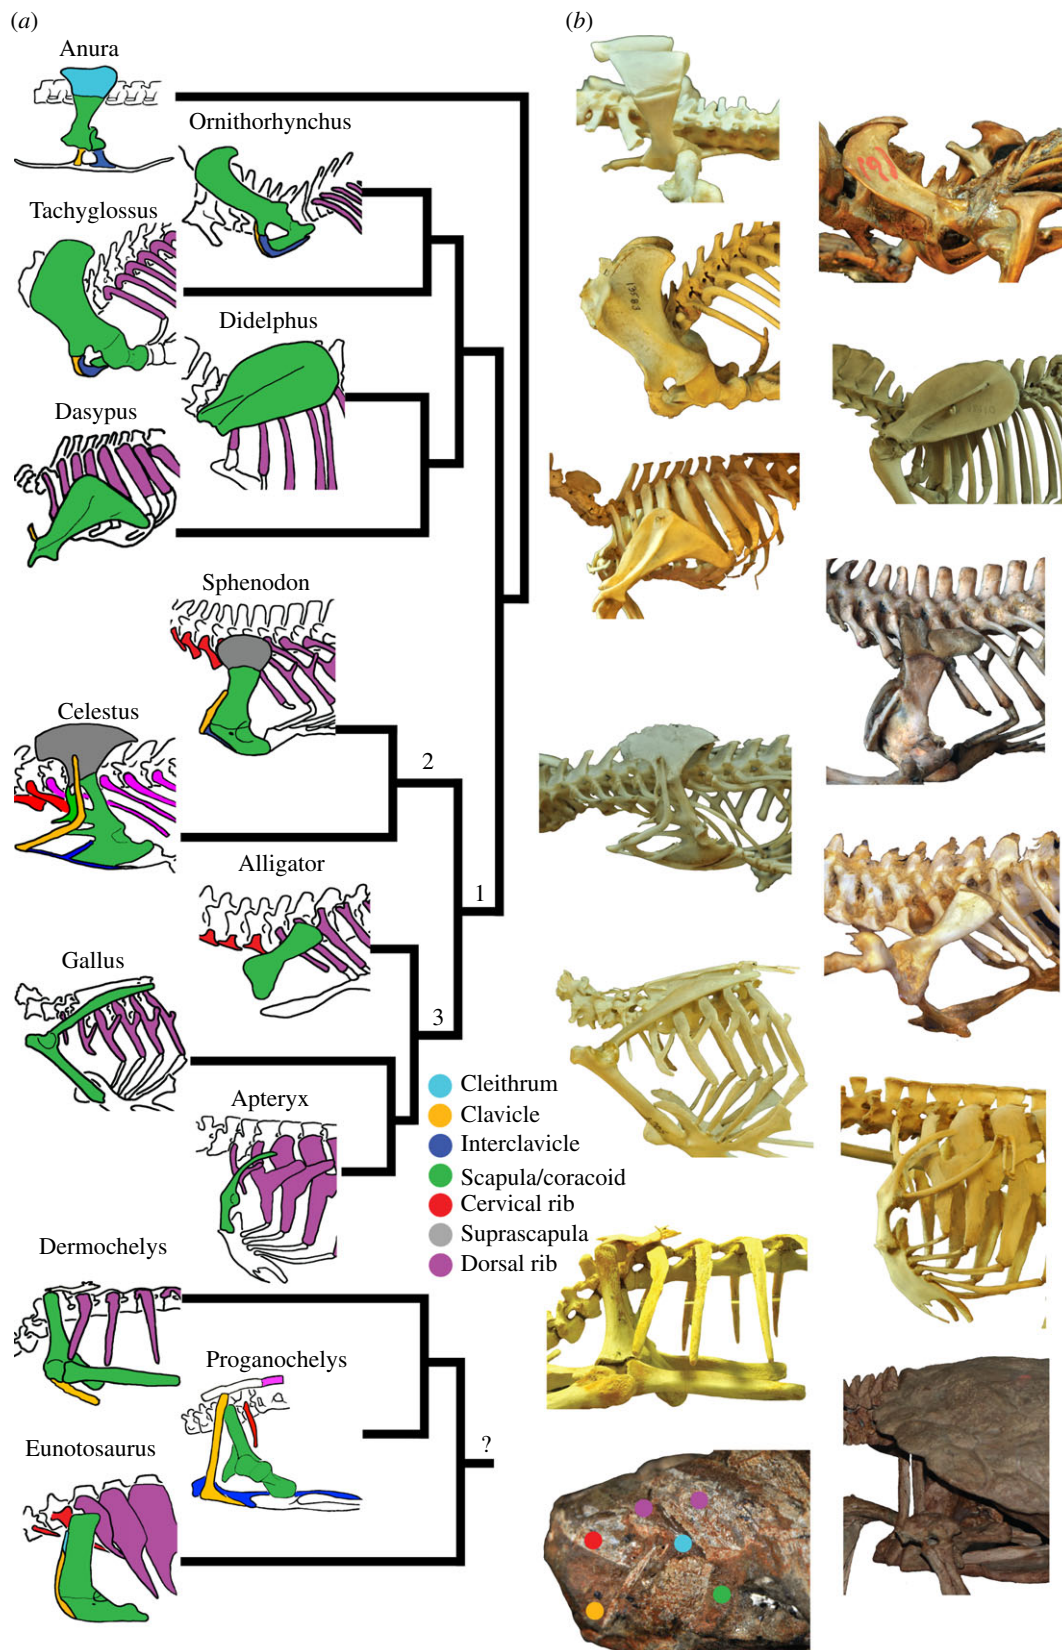 (a)
(b)
Anura
Ornithorhynchus
Tachyglossus
Didelphus
Dasypus
Sphenodon
Celestus
2
Alligator
1
Gallus
3
Apteryx
Cleithrum
Clavicle
Interclavicle
Scapula/coracoid
Cervical rib
Suprascapula
Dorsal rib
Dermochelys
Proganochelys
Eunotosaurus
?